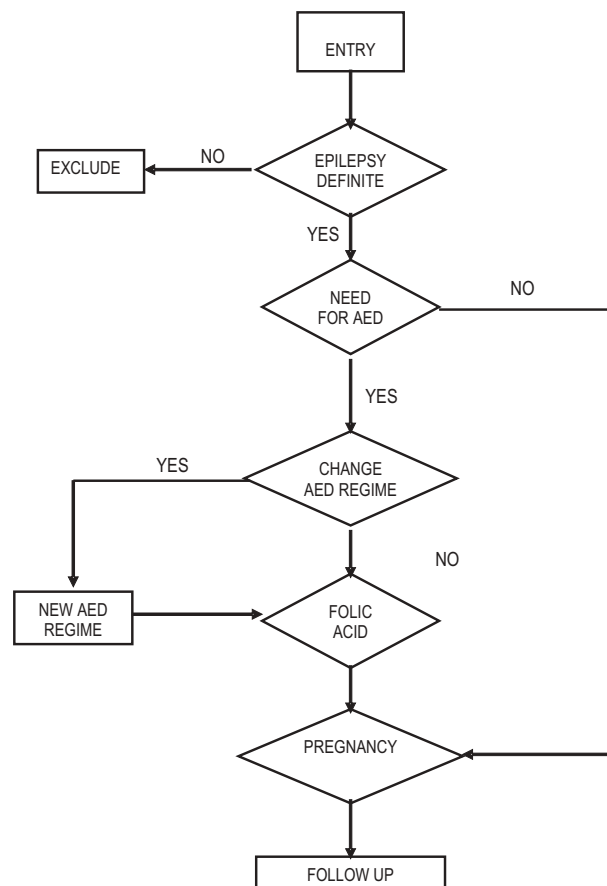 ENTRY
EPILEPSY
DEFINITE
NO
EXCLUDE
YES
NEED
FOR AED
NO
YES
CHANGE
AED REGIME
YES
NO
NEW AED
REGIME
FOLIC
ACID
PREGNANCY
FOLLOW UP